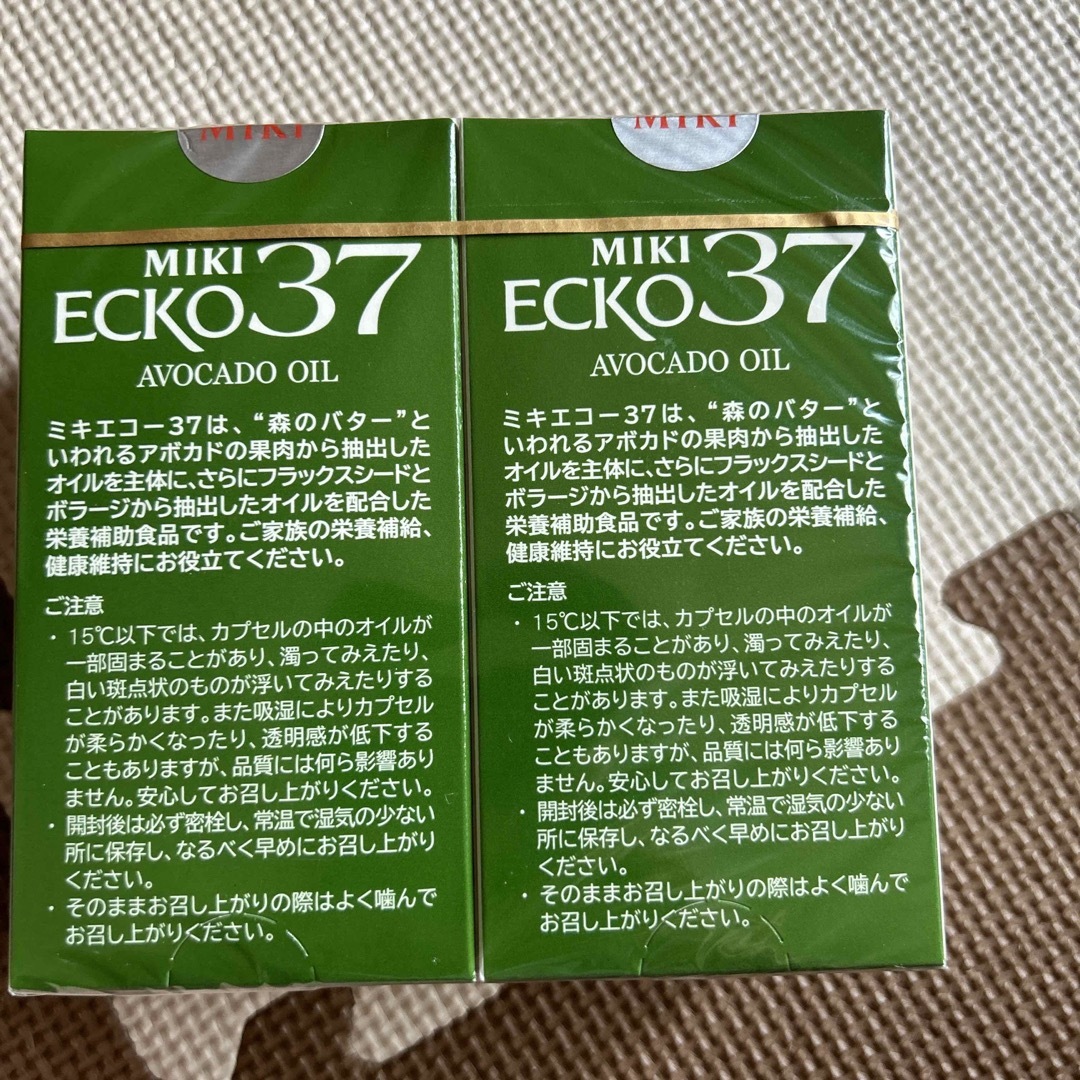 MIKI
MIKI
ECKO 37
AVOCADO OIL
ミキエコー37は、“森のバター”と
いわれるアボカドの果肉から抽出した
オイルを主体に、さらにフラックスシードと
ボラージから抽出したオイルを配合した
栄養補助食品です。ご家族の栄養補給、
健康維持にお役立てください。
ご注意
・15℃以下では、カプセルの中のオイルが
一部固まることがあり、濁ってみえたり、
白い斑点状のものが浮いてみえたりする
ことがあります。また吸湿によりカプセル
が柔らかくなったり、透明感が低下する
こともありますが、品質には何ら影響あり
ません。安心してお召し上がりください。
・開封後は必ず密栓し、常温で湿気の少ない
所に保存し、なるべく早めにお召し上がり
ください。
・そのままお召し上がりの際はよく噛んで
お召し上がりください。
MIKI
MIKI
ECKO 37
AVOCADO OIL
ミキエコー37は、“森のバター”と
いわれるアボカドの果肉から抽出した
オイルを主体に、さらにフラックスシードと
ボラージから抽出したオイルを配合した
栄養補助食品です。ご家族の栄養補給、
健康維持にお役立てください。
ご注意
・15℃以下では、カプセルの中のオイルが
一部固まることがあり、濁ってみえたり、
白い斑点状のものが浮いてみえたりする
ことがあります。また吸湿によりカプセル
が柔らかくなったり、透明感が低下する
こともありますが、品質には何ら影響あり
ません。安心してお召し上がりください。
・開封後は必ず密栓し、常温で湿気の少ない
所に保存し、なるべく早めにお召し上がり
ください。
・そのままお召し上がりの際はよく噛んで
お召し上がりください。